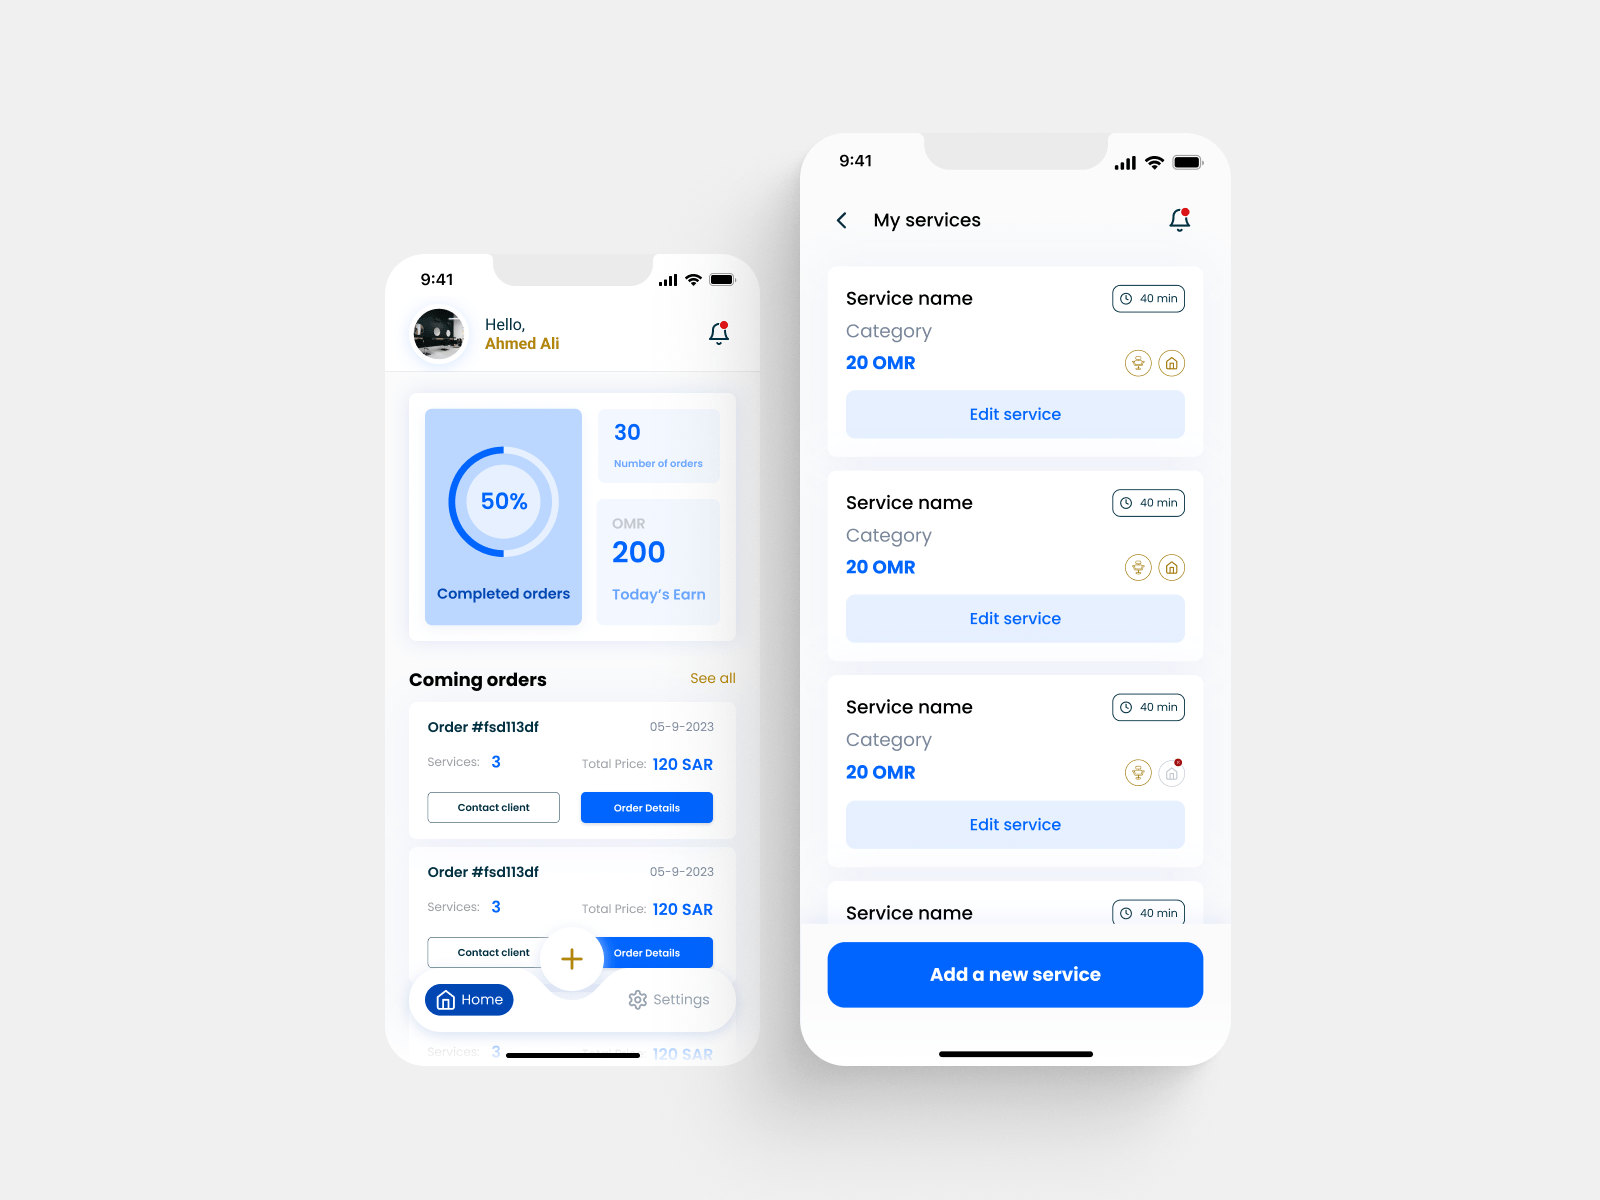 9:41
Hello,
Ahmed Ali
50%
Completed orders
30
Number of orders
OMR
200
Today's Earn
Coming orders
See all
Order #fsd113df
05-9-2023
Services: 3
Total Price: 120 SAR
Contact client
Order Details
Order #fsd113df
05-9-2023
Services: 3
Total Price: 120 SAR
Contact client
Order Details
Home
Settings
Services: 3
120 SAR
9:41
My services
Service name
40 min
Category
20 OMR
Edit service
Service name
40 min
Category
20 OMR
Edit service
Service name
40 min
Category
20 OMR
Edit service
Service name
40 min
Add a new service